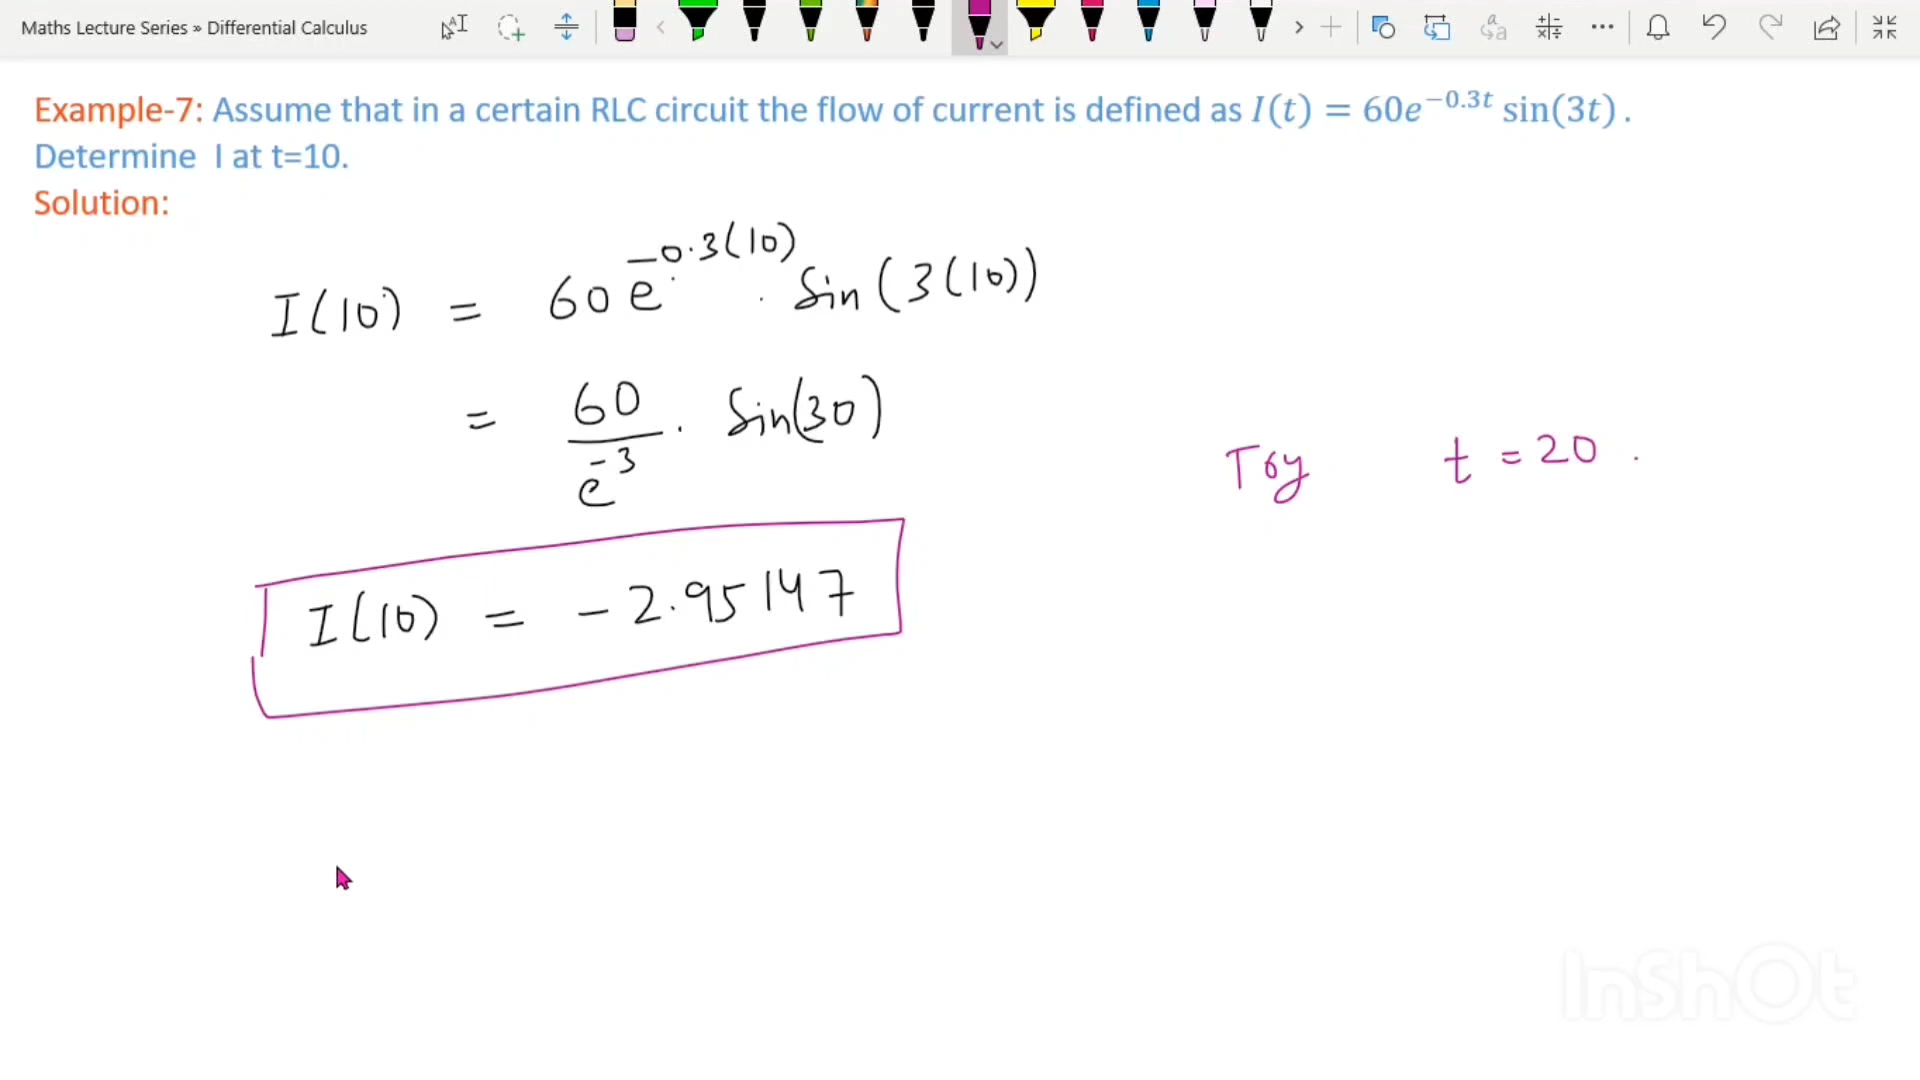 Maths Lecture Series » Differential Calculus
Example-7: Assume that in a certain RLC circuit the flow of current is defined as I(t) = 60e^{-0.3t} sin(3t).
Determine I at t=10.
Solution:
I(10) = 60 e^{-0.3(10)} . Sin(3(10))
= 60/e^{-3} . Sin(30)
Try t = 20 .
I(10) = -2.95147
InShOt